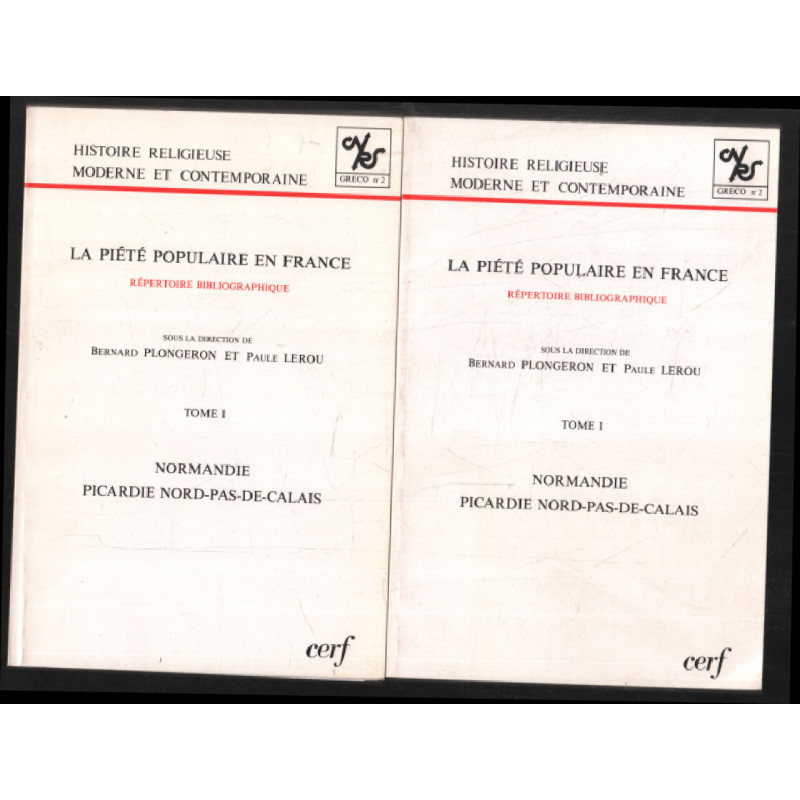 HISTOIRE RELIGIEUSE
MODERNE ET CONTEMPORAINE
CNRS
GRECO n° 2
LA PIÉTÉ POPULAIRE EN FRANCE
RÉPERTOIRE BIBLIOGRAPHIQUE
SOUS LA DIRECTION DE
BERNARD PLONGERON ET PAULE LEROU
TOME I
NORMANDIE
PICARDIE NORD-PAS-DE-CALAIS
cerf
HISTOIRE RELIGIEUSE
MODERNE ET CONTEMPORAINE
CNRS
GRECO n° 2
LA PIÉTÉ POPULAIRE EN FRANCE
RÉPERTOIRE BIBLIOGRAPHIQUE
SOUS LA DIRECTION DE
BERNARD PLONGERON ET PAULE LEROU
TOME I
NORMANDIE
PICARDIE NORD-PAS-DE-CALAIS
cerf